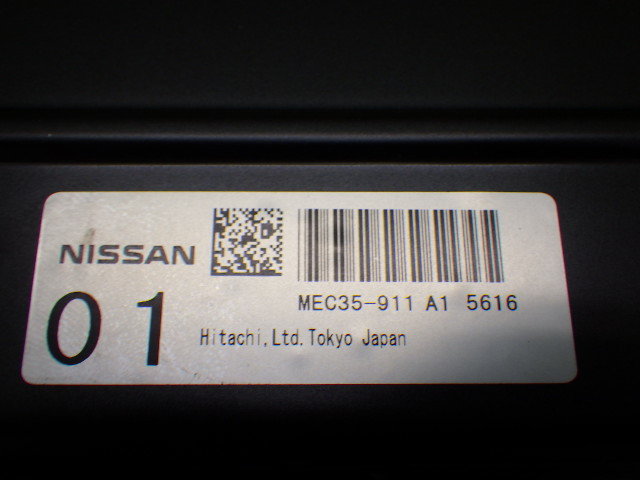 NISSAN
MEC35-911 A1 5616
01
Hitachi,Ltd.Tokyo Japan